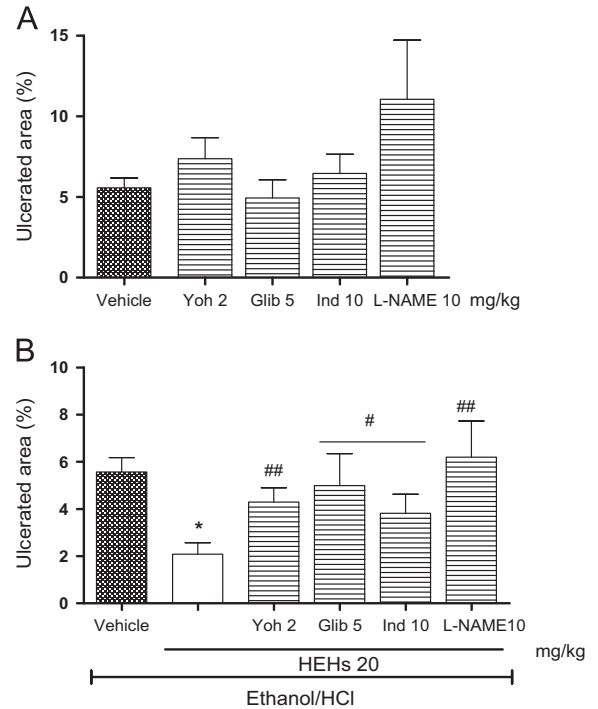 A
Ulcerated area (%)
15
10
5
0
Vehicle Yoh 2 Glib 5 Ind 10 L-NAME 10 mg/kg
B
Ulcerated area (%)
10
8
6
4
2
0
*
##
#
##
Vehicle Yoh 2 Glib 5 Ind 10 L-NAME10
mg/kg
HEHs 20
Ethanol/HCl